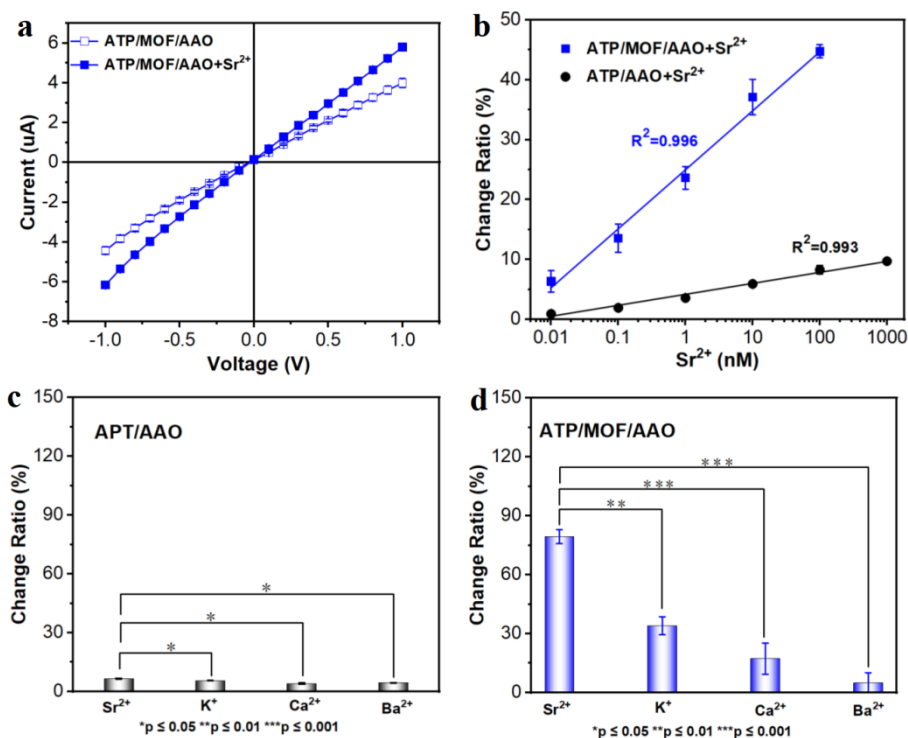 a
ATP/MOF/AAO
ATP/MOF/AAO+Sr²⁺
6
4
2
0
-2
-4
-6
-8
Current (uA)
-1.0 -0.5 0.0 0.5 1.0
Voltage (V)
b
ATP/MOF/AAO+Sr²⁺
ATP/AAO+Sr²⁺
50
40
30
20
10
0
Change Ratio (%)
R²=0.996
R²=0.993
0.01 0.1 1 10 100 1000
Sr²⁺ (nM)
c
APT/AAO
150
120
90
60
30
0
Change Ratio (%)
*
*
*
Sr²⁺ K⁺ Ca²⁺ Ba²⁺
*p ≤ 0.05 **p ≤ 0.01 ***p ≤ 0.001
d
ATP/MOF/AAO
150
120
90
60
30
0
Change Ratio (%)
***
***
**
Sr²⁺ K⁺ Ca²⁺ Ba²⁺
*p ≤ 0.05 **p ≤ 0.01 ***p ≤ 0.001